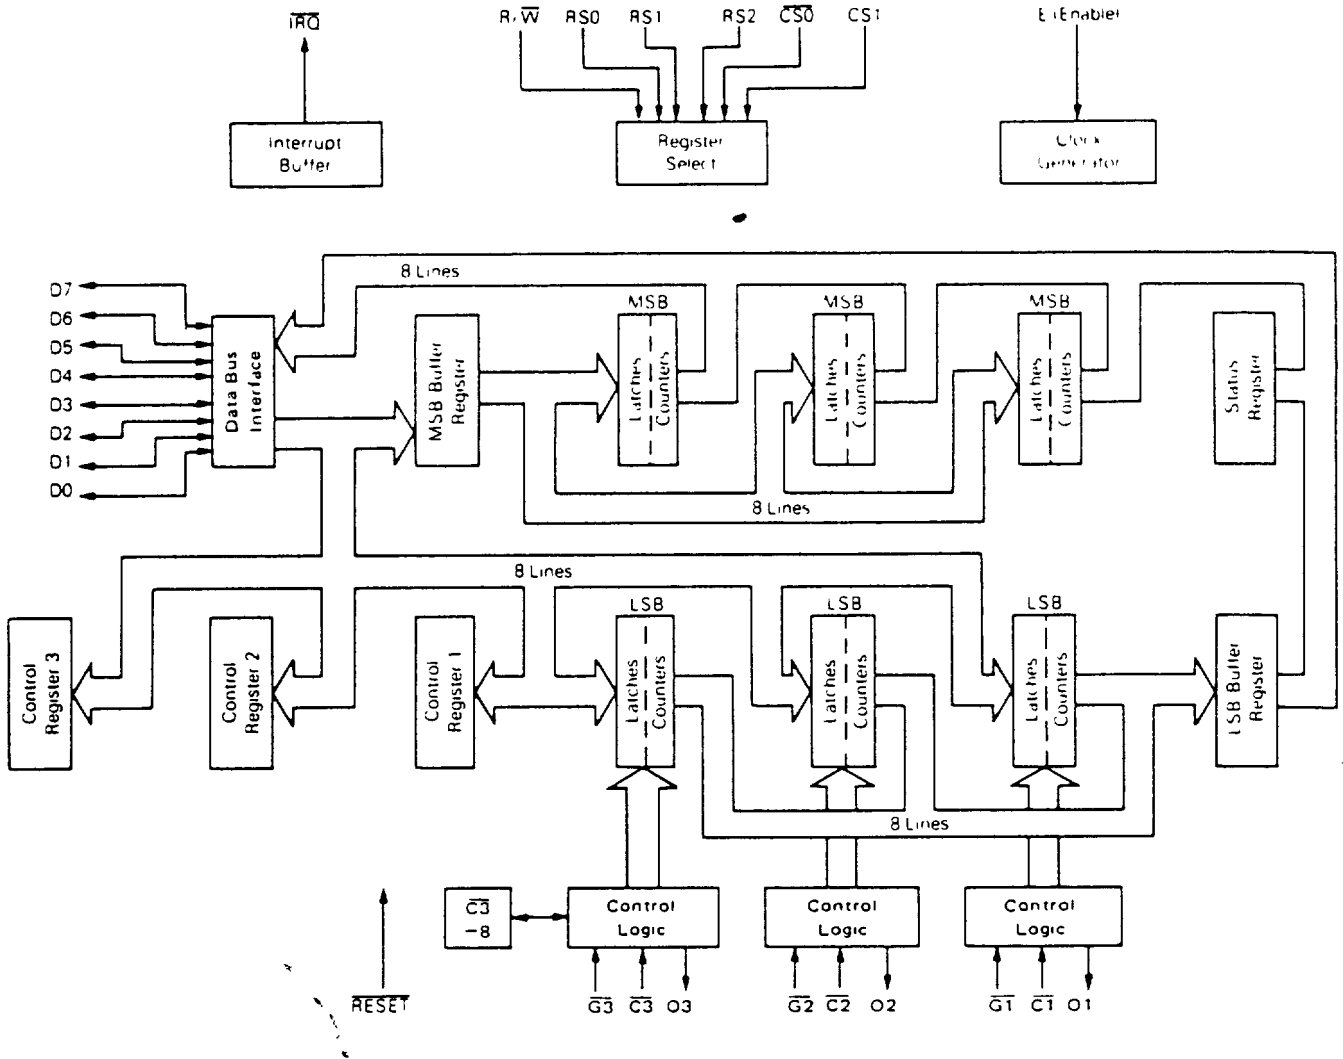 IRQ
R/W RS0 RS1 RS2 CS0 CS1
E (Enable)
Interrupt
Buffer
Register
Select
Clock
Generator
8 Lines
D7
D6
D5
D4
D3
D2
D1
D0
Data Bus
Interface
MSB Buffer
Register
MSB
Latches
Counters
MSB
Latches
Counters
MSB
Latches
Counters
Status
Register
8 Lines
8 Lines
Control
Register 3
Control
Register 2
Control
Register 1
LSB
Latches
Counters
LSB
Latches
Counters
LSB
Latches
Counters
LSB Buffer
Register
8 Lines
C3
-8
Control
Logic
Control
Logic
Control
Logic
RESET
G3 C3 O3
G2 C2 O2
G1 C1 O1